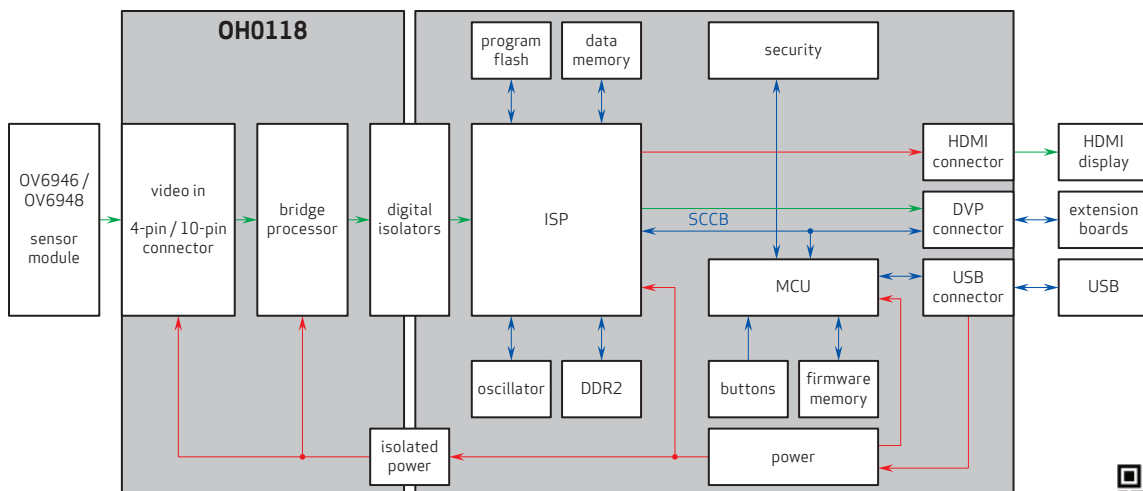 OH0118
program
flash
data
memory
security
OV6946 /
OV6948
sensor
module
video in
4-pin / 10-pin
connector
bridge
processor
digital
isolators
ISP
HDMI
connector
HDMI
display
SCCB
DVP
connector
extension
boards
MCU
USB
connector
USB
oscillator
DDR2
buttons
firmware
memory
isolated
power
power